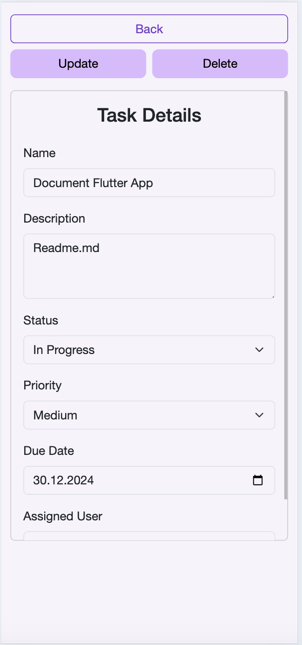 Back
Update Delete
Task Details
Name
Document Flutter App
Description
Readme.md
Status
In Progress
Priority
Medium
Due Date
30.12.2024
Assigned User